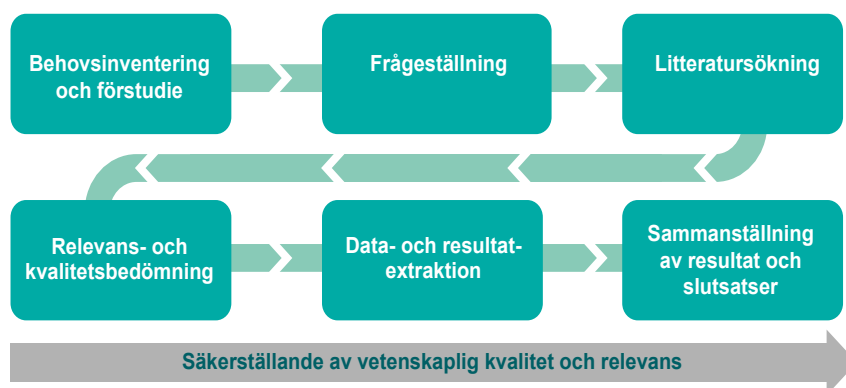 Behovsinventering
och förstudie
Frågeställning
Litteratursökning
Relevans- och
kvalitetsbedömning
Data- och resultat-
extraktion
Sammanställning
av resultat och
slutsatser
Säkerställande av vetenskaplig kvalitet och relevans